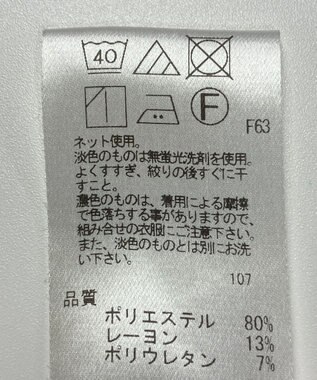 40
F
F63
ネット使用。
淡色のものは無蛍光洗剤を使用。
よくすすぎ、絞りの後すぐに干
すこと。
濃色のものは、着用による摩擦
で色落ちする事がありますので、
組み合せの衣服にご注意下さい。
また、淡色のものとは別にお洗
い下さい。
107
品質
ポリエステル 80%
レーヨン 13%
ポリウレタン 7%